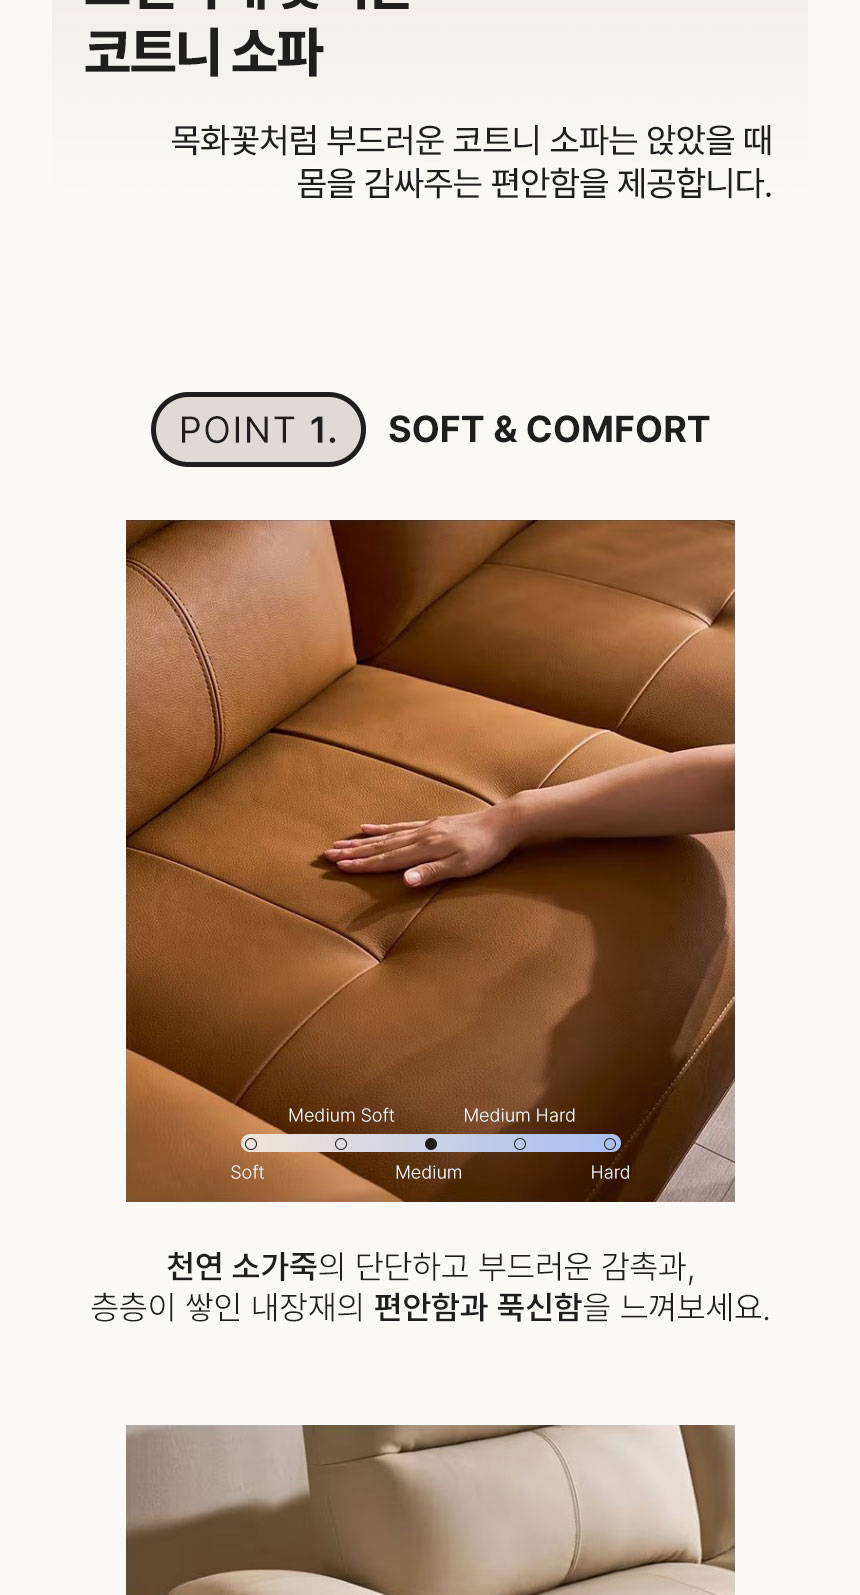 코트니 소파
목화꽃처럼 부드러운 코트니 소파는 앉았을 때
몸을 감싸주는 편안함을 제공합니다.
POINT 1. SOFT & COMFORT
Medium Soft Medium Hard
Soft Medium Hard
천연 소가죽의 단단하고 부드러운 감촉과,
층층이 쌓인 내장재의 편안함과 푹신함을 느껴보세요.